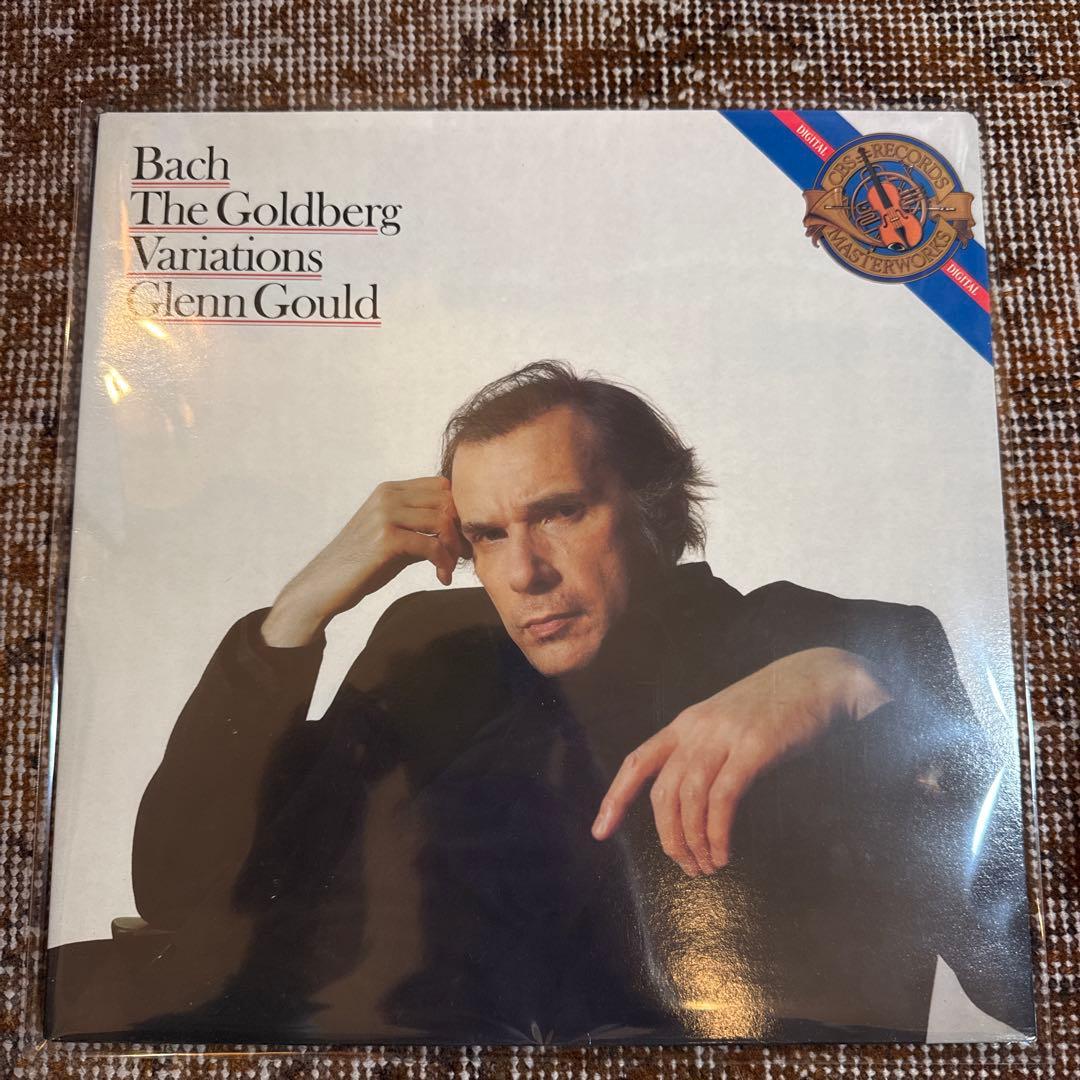 Bach
The Goldberg
Variations
Glenn Gould
DIGITAL
CBS RECORDS
MASTERWORKS
DIGITAL